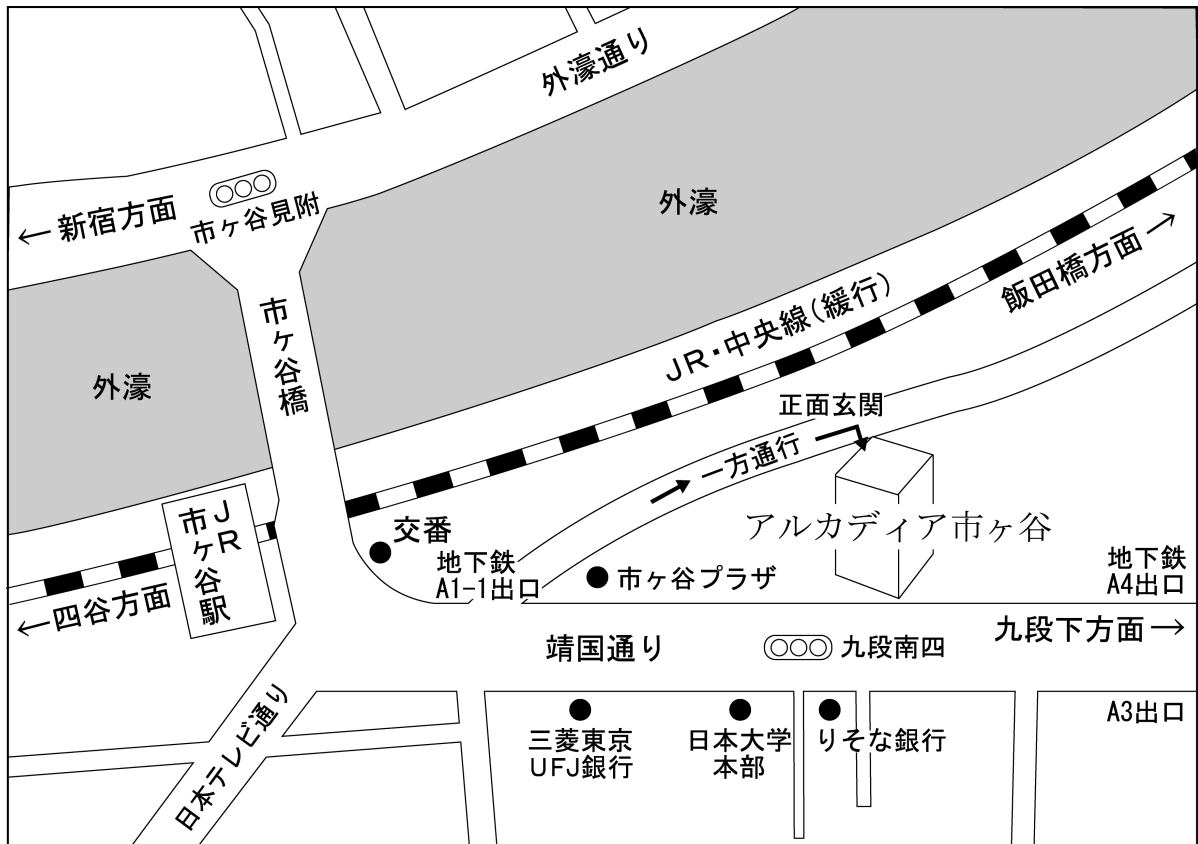 外濠通り
←新宿方面
市ヶ谷見附
外濠
市ヶ谷橋
外濠
JR・中央線(緩行)
飯田橋方面→
正面玄関
一方通行
アルカディア市ヶ谷
JR
市ヶ谷駅
交番
地下鉄
A1-1出口
市ヶ谷プラザ
地下鉄
A4出口
←四谷方面
靖国通り
九段南四
九段下方面→
日本テレビ通り
三菱東京
UFJ銀行
日本大学
本部
りそな銀行
A3出口